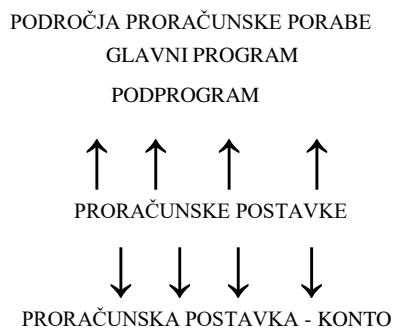 PODROČJA PRORAČUNSKE PORABE
GLAVNI PROGRAM
PODPROGRAM
PRORAČUNSKE POSTAVKE
PRORAČUNSKA POSTAVKA - KONTO